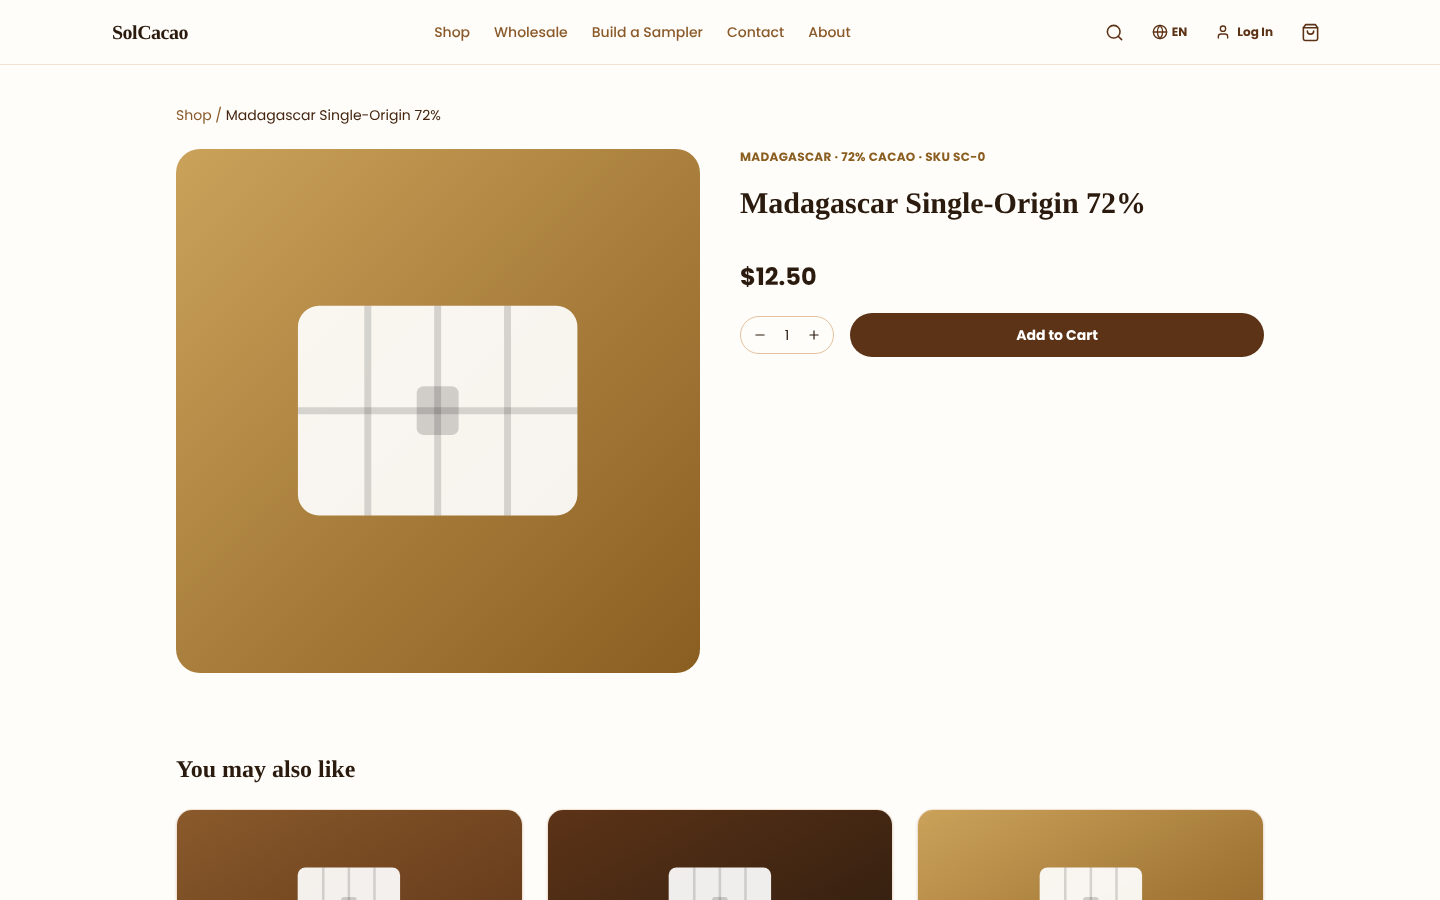 SolCacao
Shop
Wholesale
Build a Sampler
Contact
About
EN
Log In
Shop / Madagascar Single-Origin 72%
MADAGASCAR · 72% CACAO · SKU SC-0
Madagascar Single-Origin 72%
$12.50
1
Add to Cart
You may also like